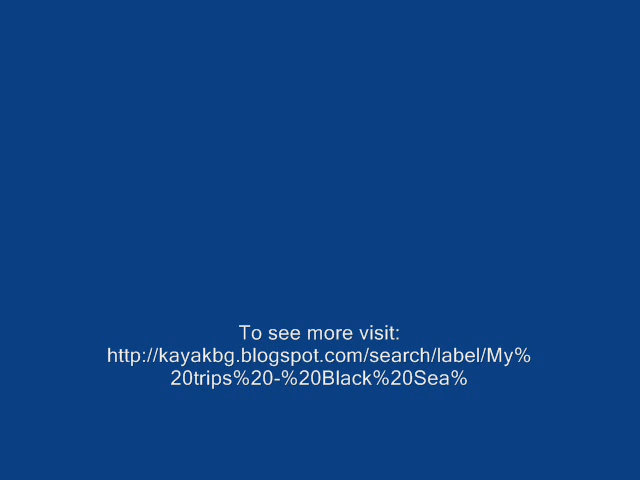 To see more visit:
http://kayakbg.blogspot.com/search/label/My%
20trips%20-%20Black%20Sea%